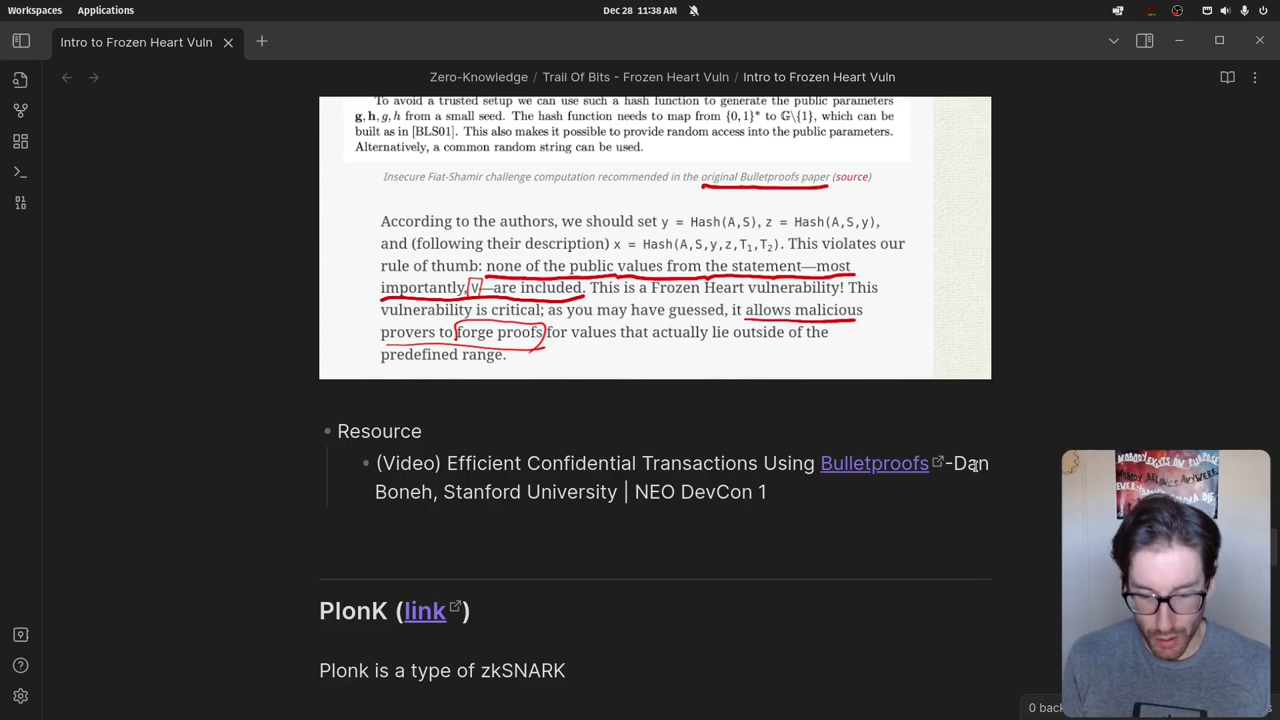 Workspaces Applications Dec 28 11:38 AM
Intro to Frozen Heart Vuln
Zero-Knowledge / Trail Of Bits - Frozen Heart Vuln / Intro to Frozen Heart Vuln
To avoid a trusted setup we can use such a hash function to generate the public parameters
g, h, g, h from a small seed. The hash function needs to map from {0, 1}* to 𝔾\{1}, which can be
built as in [BLS01]. This also makes it possible to provide random access into the public parameters.
Alternatively, a common random string can be used.
Insecure Fiat-Shamir challenge computation recommended in the original Bulletproofs paper (source)
According to the authors, we should set y = Hash(A,S), z = Hash(A,S,y),
and (following their description) x = Hash(A,S,y,z,T₁,T₂). This violates our
rule of thumb: none of the public values from the statement—most
importantly, V—are included. This is a Frozen Heart vulnerability! This
vulnerability is critical; as you may have guessed, it allows malicious
provers to forge proofs for values that actually lie outside of the
predefined range.
Resource
(Video) Efficient Confidential Transactions Using Bulletproofs -Dan
Boneh, Stanford University | NEO DevCon 1
PlonK (link)
Plonk is a type of zkSNARK
0 back
NOBODY EXISTS ON PURPOSE
NOBODY BELONGS ANYWHERE